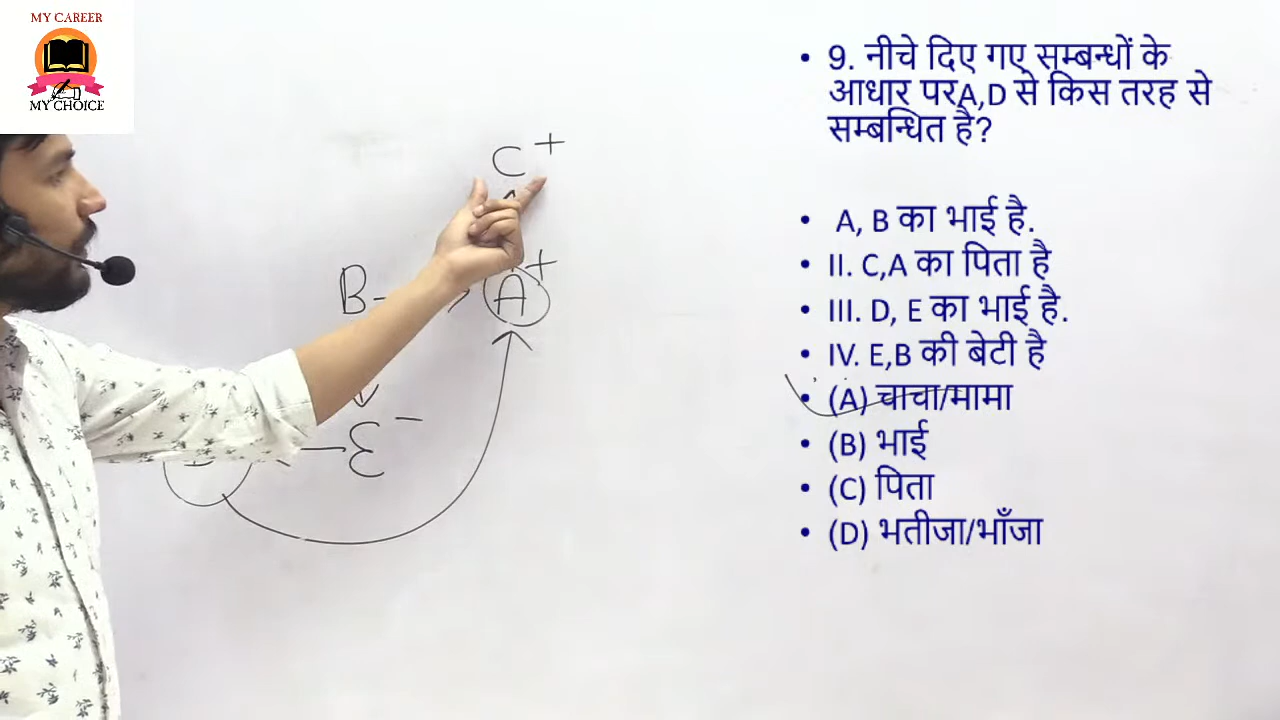 MY CAREER
MY CHOICE
• 9. नीचे दिए गए सम्बन्धों के
आधार परA,D से किस तरह से
सम्बन्धित है?
• A, B का भाई है.
• II. C,A का पिता है
• III. D, E का भाई है.
• IV. E,B की बेटी है
• (A) चाचा/मामा
• (B) भाई
• (C) पिता
• (D) भतीजा/भाँजा
C +
B - A +
E -